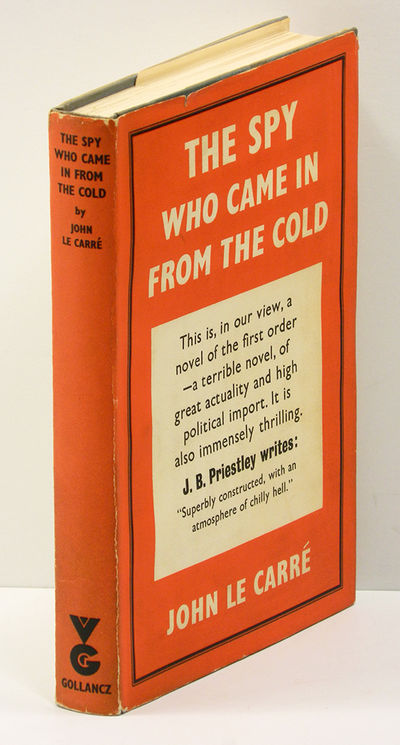 THE SPY
WHO CAME
IN FROM
THE COLD
by
JOHN
LE CARRÉ
VG
GOLLANCZ
THE SPY
WHO CAME IN
FROM THE COLD
This is, in our view, a
novel of the first order
—a terrible novel, of
great actuality and high
political import. It is
also immensely thrilling.
J. B. Priestley writes:
"Superbly constructed, with an
atmosphere of chilly hell."
JOHN LE CARRÉ